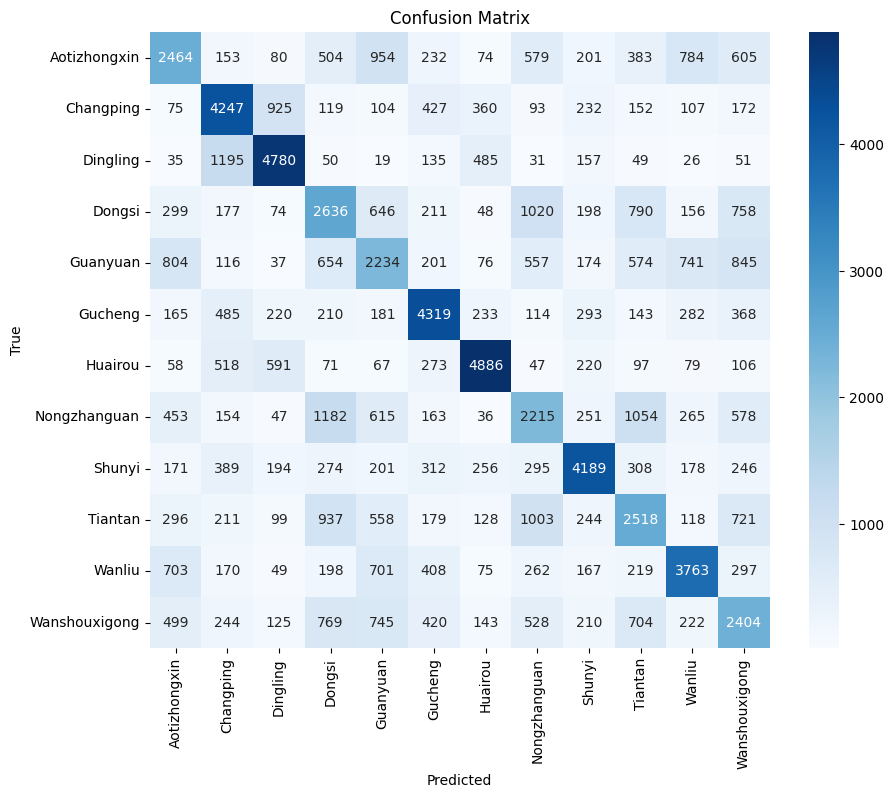 Confusion Matrix
True
Aotizhongxin 2464 153 80 504 954 232 74 579 201 383 784 605
Changping 75 4247 925 119 104 427 360 93 232 152 107 172
Dingling 35 1195 4780 50 19 135 485 31 157 49 26 51
Dongsi 299 177 74 2636 646 211 48 1020 198 790 156 758
Guanyuan 804 116 37 654 2234 201 76 557 174 574 741 845
Gucheng 165 485 220 210 181 4319 233 114 293 143 282 368
Huairou 58 518 591 71 67 273 4886 47 220 97 79 106
Nongzhanguan 453 154 47 1182 615 163 36 2215 251 1054 265 578
Shunyi 171 389 194 274 201 312 256 295 4189 308 178 246
Tiantan 296 211 99 937 558 179 128 1003 244 2518 118 721
Wanliu 703 170 49 198 701 408 75 262 167 219 3763 297
Wanshouxigong 499 244 125 769 745 420 143 528 210 704 222 2404
Aotizhongxin Changping Dingling Dongsi Guanyuan Gucheng Huairou Nongzhanguan Shunyi Tiantan Wanliu Wanshouxigong
Predicted
4000
3000
2000
1000